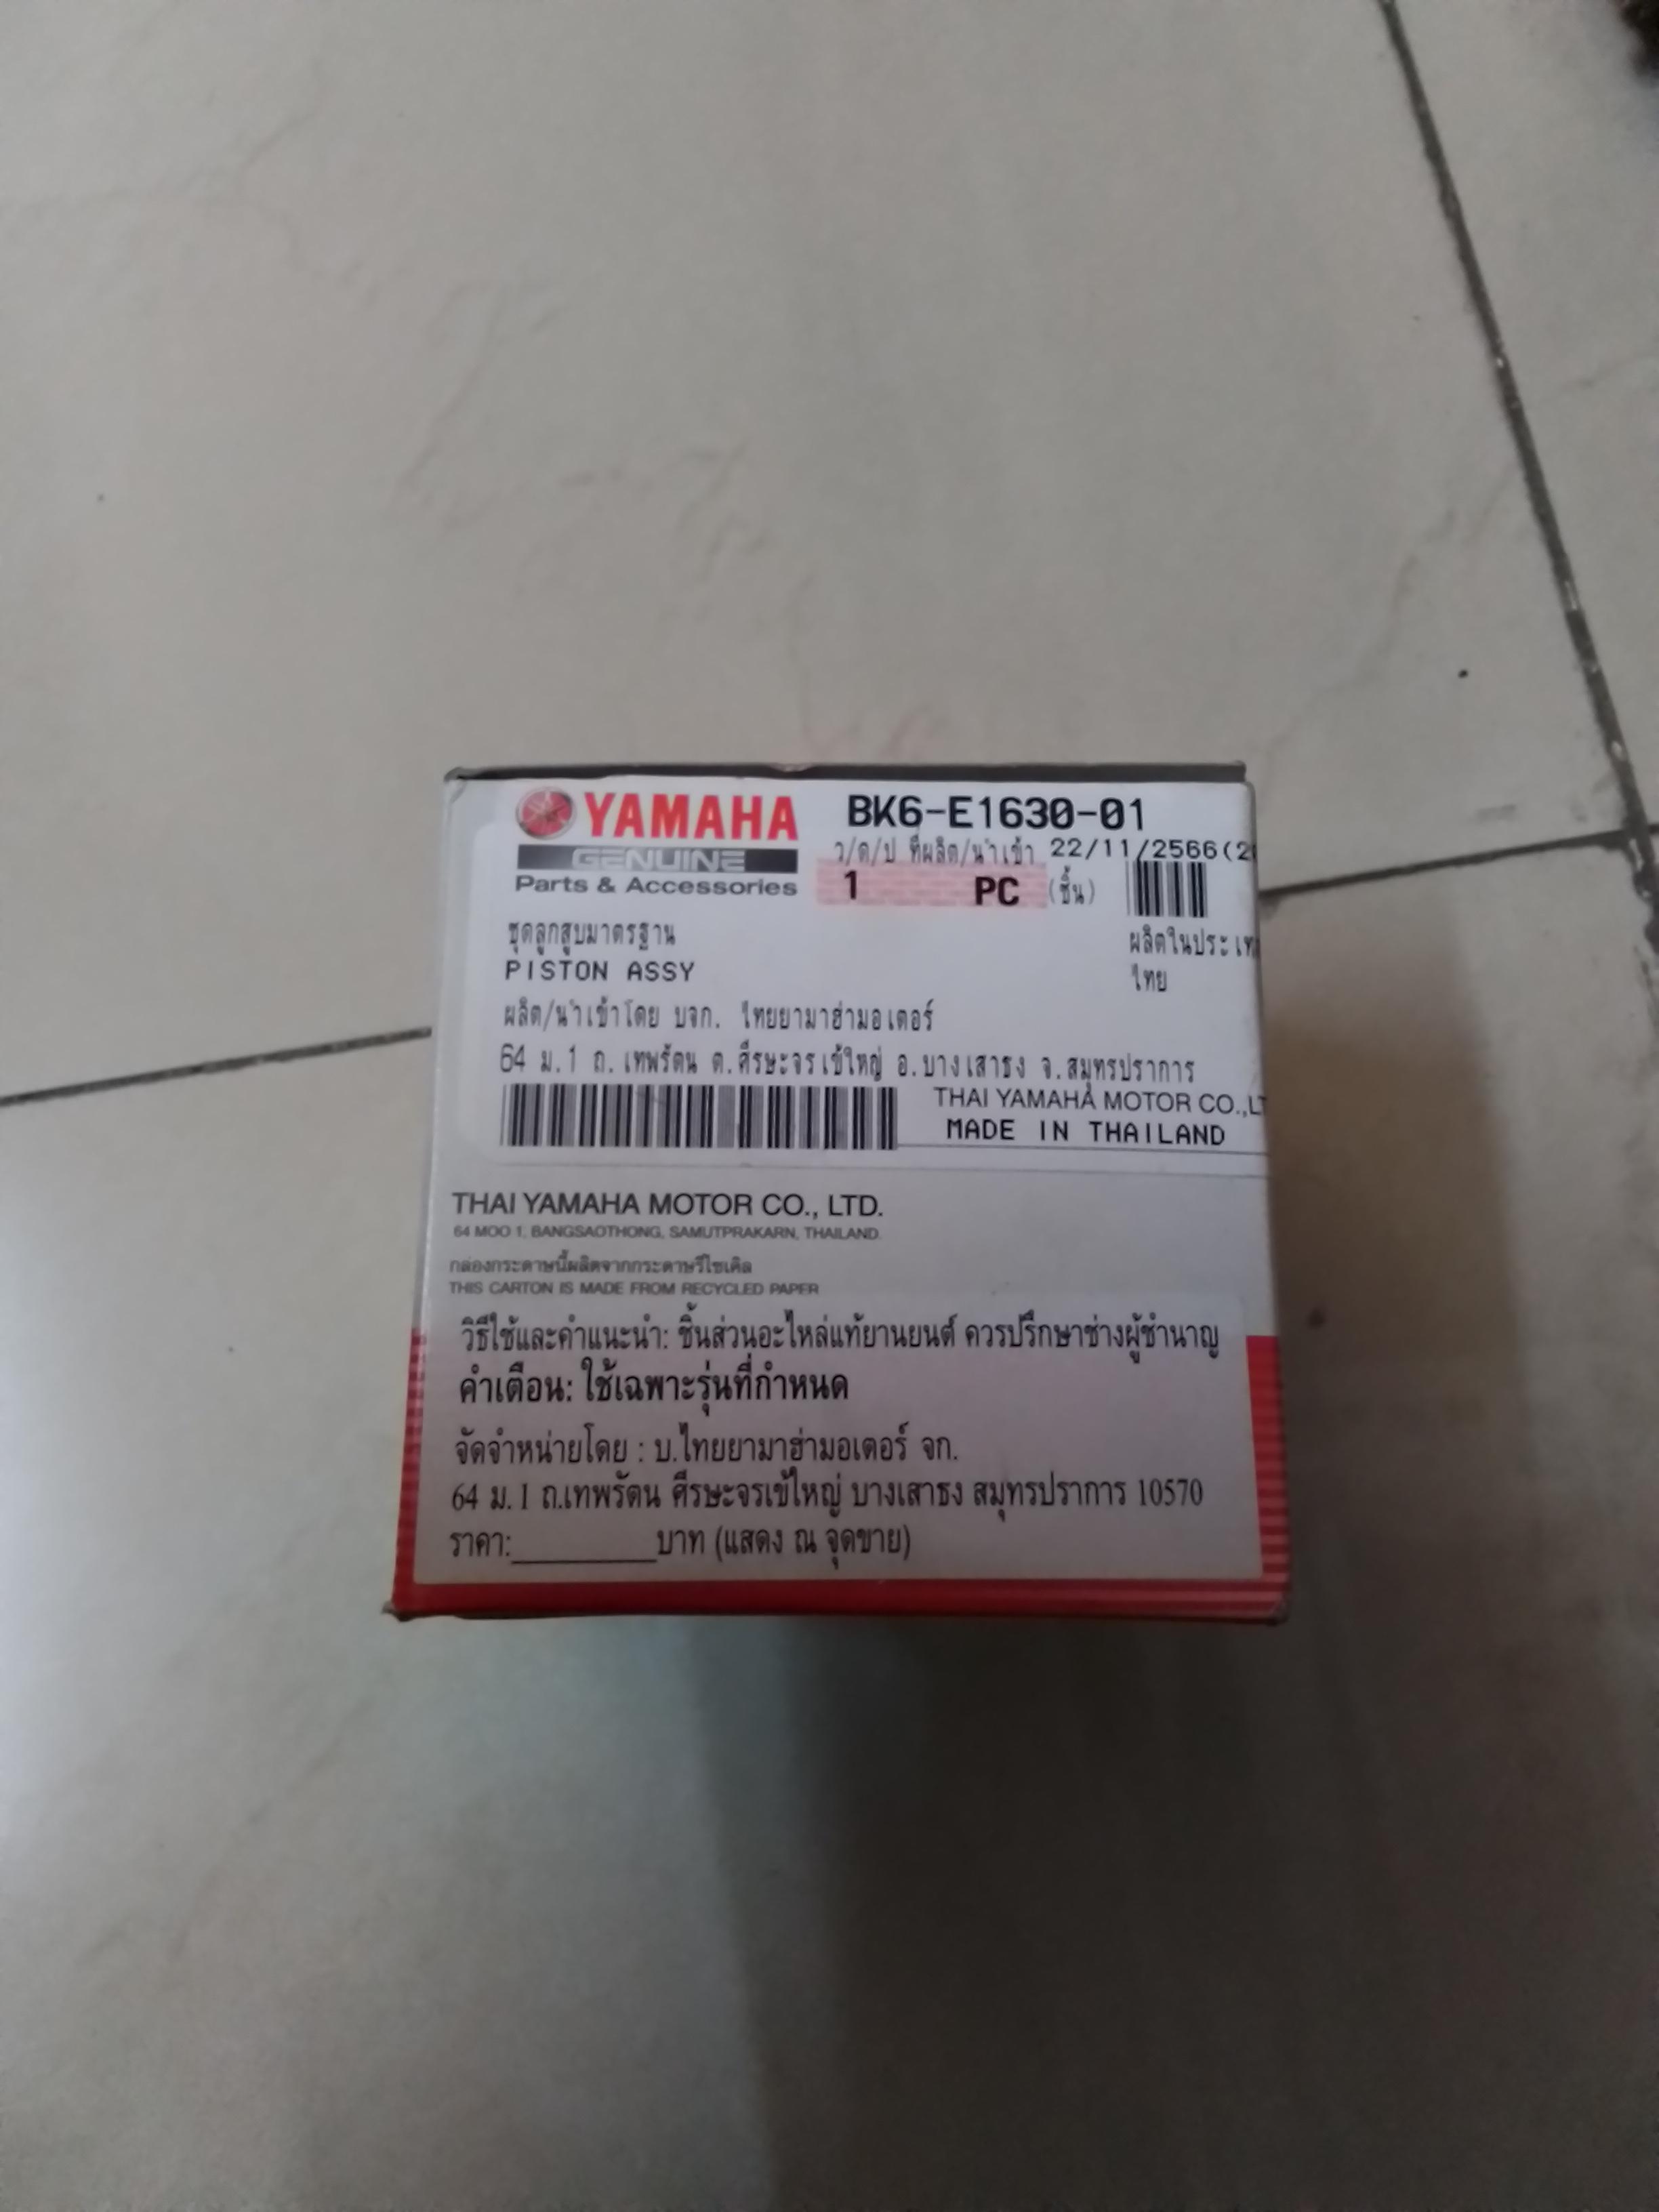 YAMAHA
GENUINE
Parts & Accessories
BK6-E1630-01
ว/ด/ป ที่ผลิต/นำเข้า 22/11/2566(2
1 PC (ชิ้น)
ชุดลูกสูบมาตรฐาน
PISTON ASSY
ผลิตในประเท
ไทย
ผลิต/นำเข้าโดย บจก. ไทยยามาฮ่ามอเตอร์
64 ม.1 ถ. เทพรัตน ต.ศีรษะจรเข้ใหญ่ อ.บางเสาธง จ.สมุทรปราการ
THAI YAMAHA MOTOR CO.,LT
MADE IN THAILAND
THAI YAMAHA MOTOR CO., LTD.
64 MOO 1, BANGSAOTHONG, SAMUTPRAKARN, THAILAND.
กล่องกระดาษนี้ผลิตจากกระดาษรีไซเคิล
THIS CARTON IS MADE FROM RECYCLED PAPER
วิธีใช้และคำแนะนำ: ชิ้นส่วนอะไหล่แท้ยานยนต์ ควรปรึกษาช่างผู้ชำนาญ
คำเตือน: ใช้เฉพาะรุ่นที่กำหนด
จัดจำหน่ายโดย : บ.ไทยยามาฮ่ามอเตอร์ จก.
64 ม.1 ถ.เทพรัตน ศีรษะจรเข้ใหญ่ บางเสาธง สมุทรปราการ 10570
ราคา:________บาท (แสดง ณ จุดขาย)